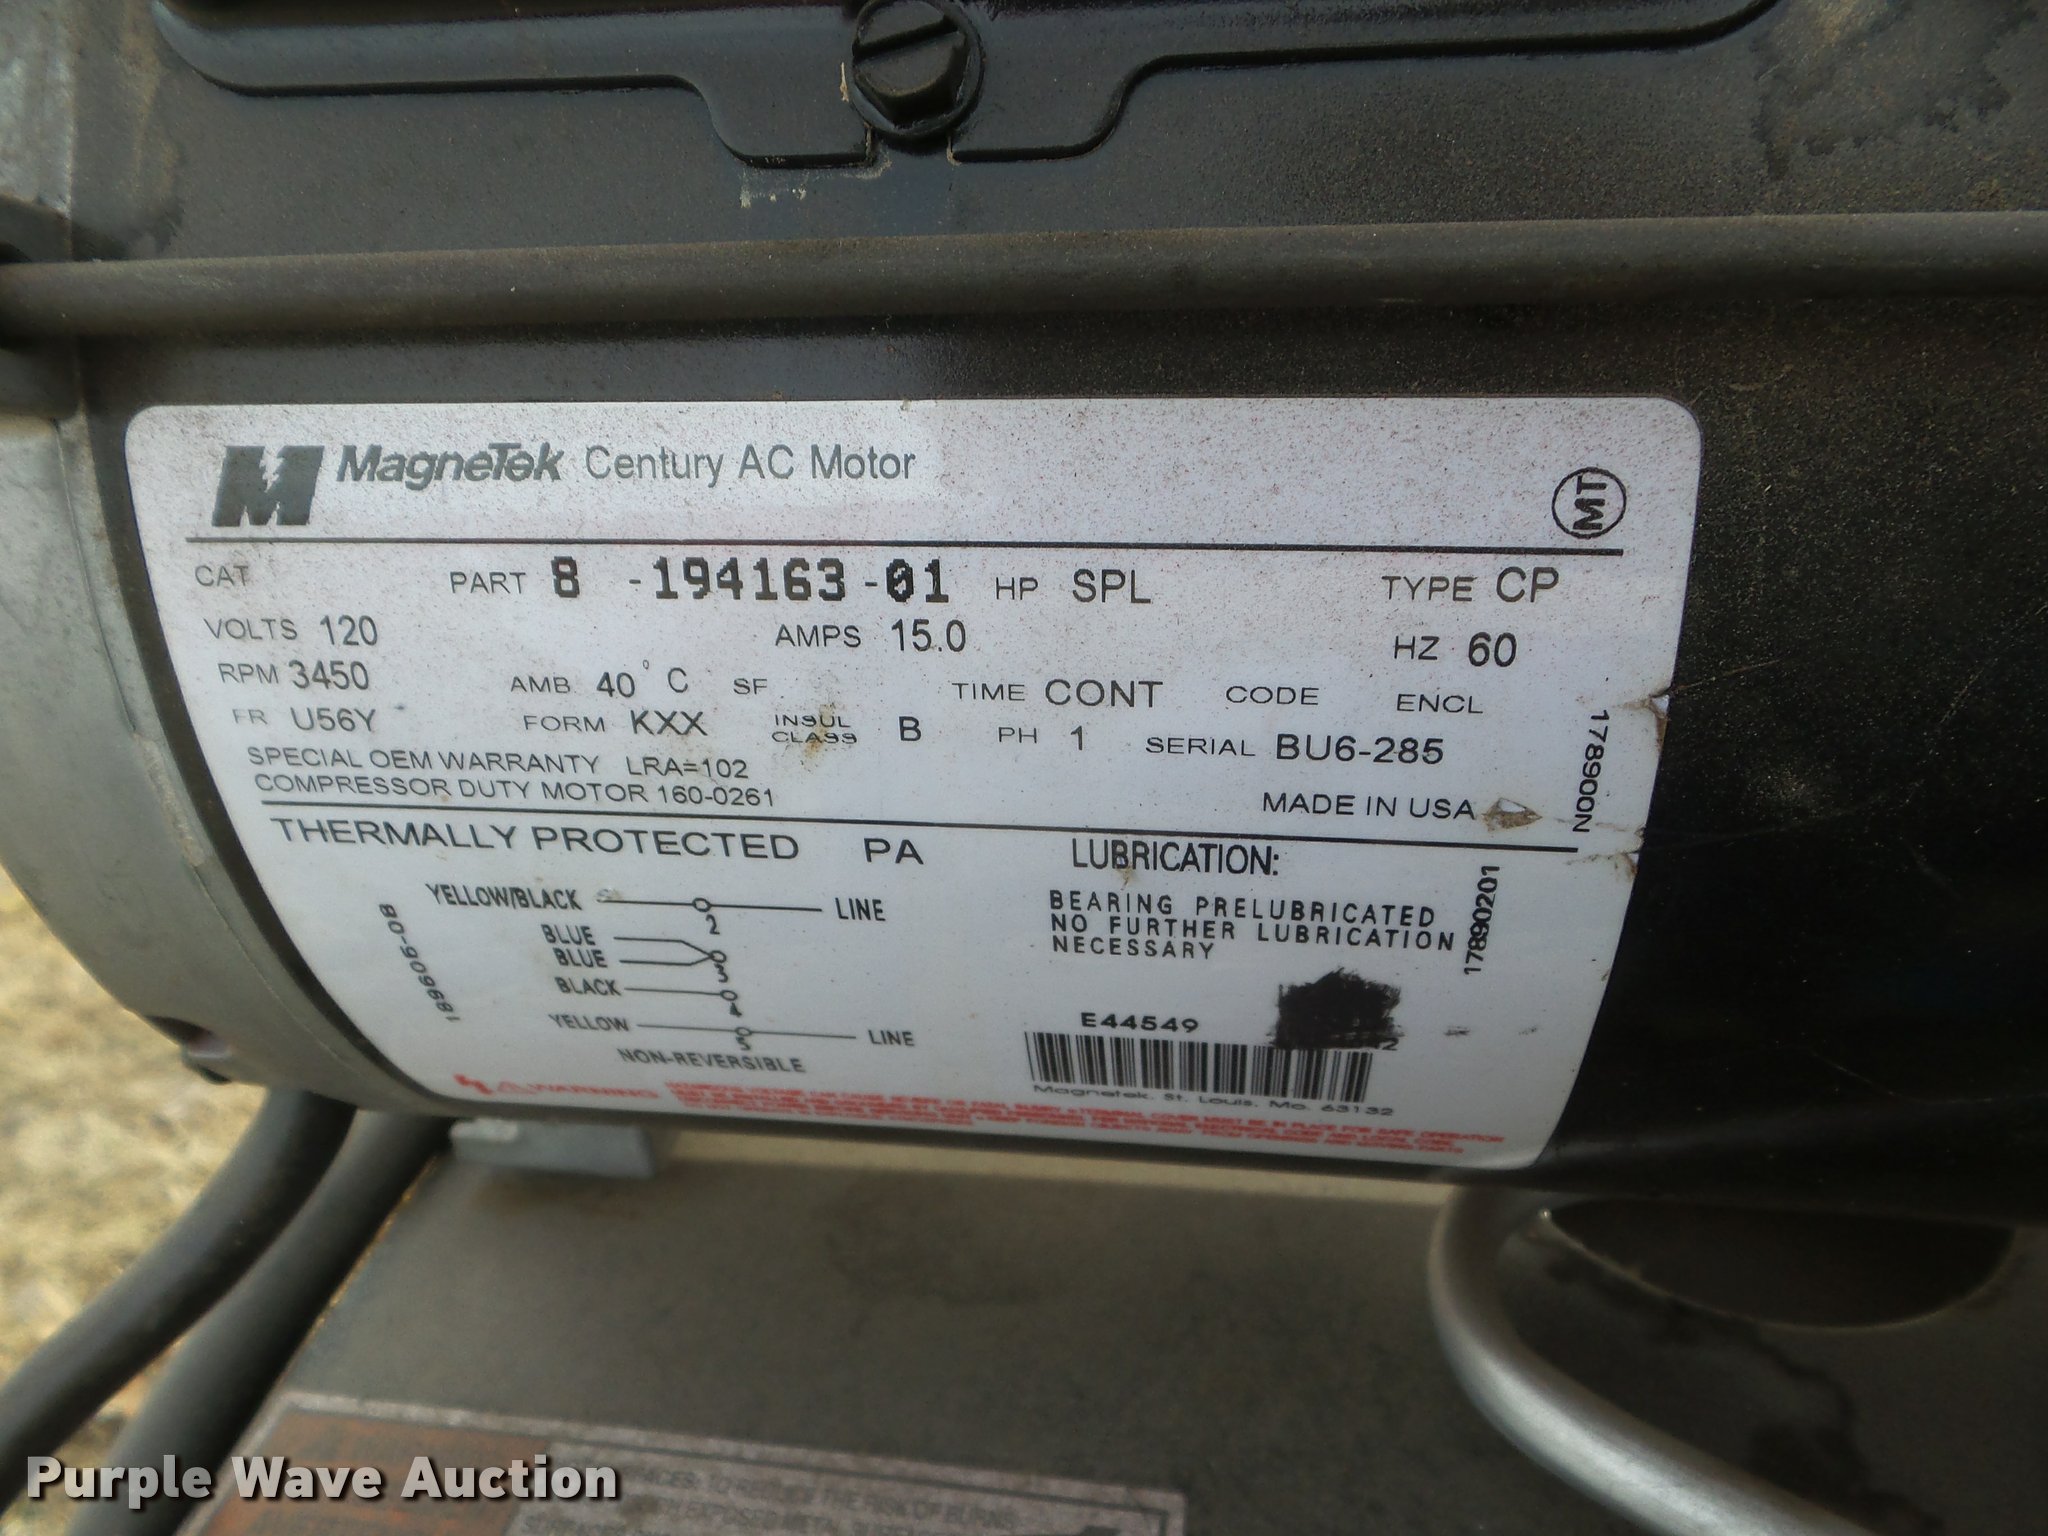 MagneTek Century AC Motor
MT
CAT PART 8 -194163-01 HP SPL TYPE CP
VOLTS 120 AMPS 15.0 HZ 60
RPM 3450 AMB 40°C SF TIME CONT CODE ENCL
FR U56Y FORM KXX INSUL CLASS B PH 1 SERIAL BU6-285
SPECIAL OEM WARRANTY LRA=102
COMPRESSOR DUTY MOTOR 160-0261
MADE IN USA
178900N
THERMALLY PROTECTED PA
189606-08
YELLOW/BLACK 2 LINE
BLUE
BLUE 3
BLACK 4
YELLOW 5 LINE
NON-REVERSIBLE
LUBRICATION:
BEARING PRELUBRICATED
NO FURTHER LUBRICATION
NECESSARY
17890201
E44549
Magnetek, St. Louis, Mo. 63132
WARNING
Purple Wave Auction